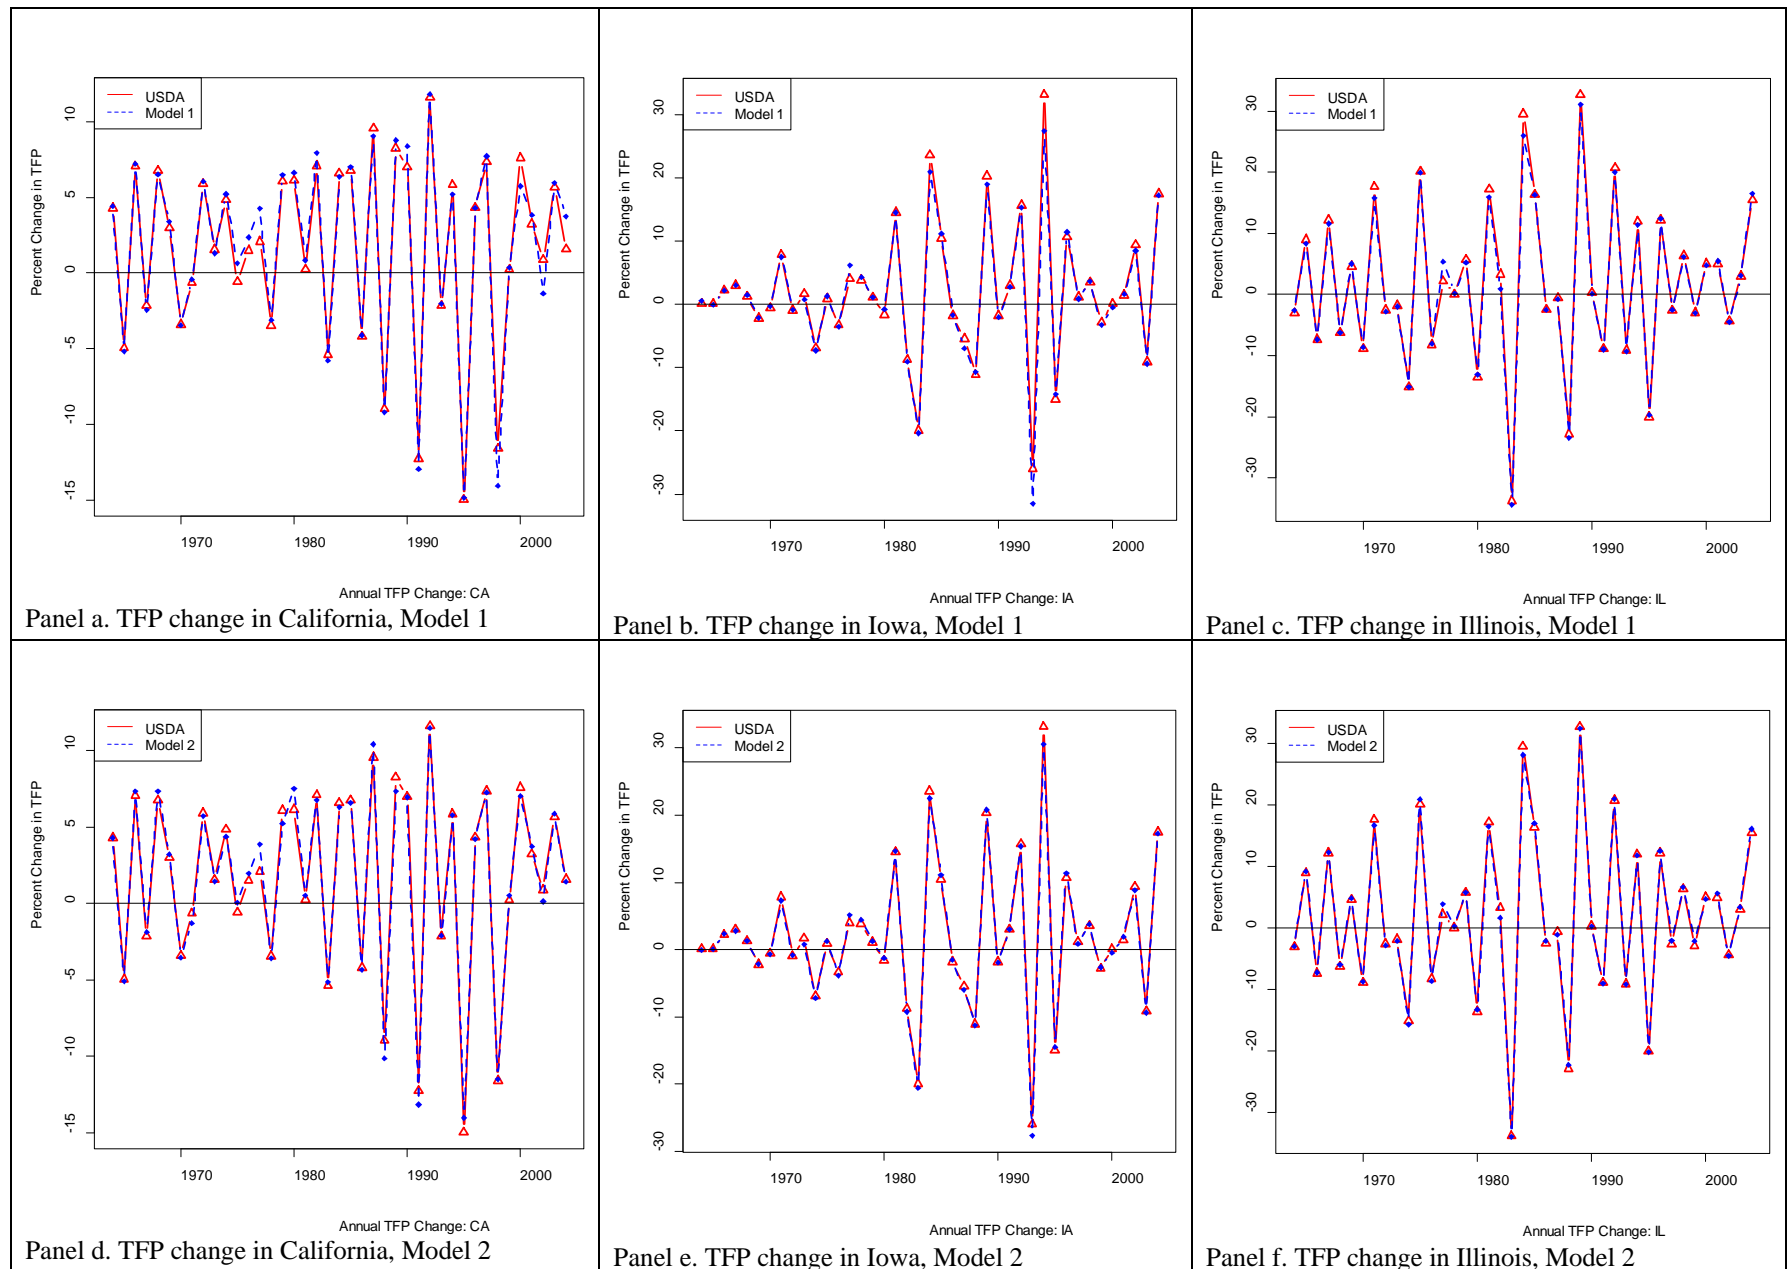 USDA
Model 1
Percent Change in TFP
10
5
0
-5
-10
-15
1970
1980
1990
2000
Annual TFP Change: CA
Panel a. TFP change in California, Model 1
USDA
Model 1
Percent Change in TFP
30
20
10
0
-10
-20
-30
1970
1980
1990
2000
Annual TFP Change: IA
Panel b. TFP change in Iowa, Model 1
USDA
Model 1
Percent Change in TFP
30
20
10
0
-10
-20
-30
1970
1980
1990
2000
Annual TFP Change: IL
Panel c. TFP change in Illinois, Model 1
USDA
Model 2
Percent Change in TFP
10
5
0
-5
-10
-15
1970
1980
1990
2000
Annual TFP Change: CA
Panel d. TFP change in California, Model 2
USDA
Model 2
Percent Change in TFP
30
20
10
0
-10
-20
-30
1970
1980
1990
2000
Annual TFP Change: IA
Panel e. TFP change in Iowa, Model 2
USDA
Model 2
Percent Change in TFP
30
20
10
0
-10
-20
-30
1970
1980
1990
2000
Annual TFP Change: IL
Panel f. TFP change in Illinois, Model 2